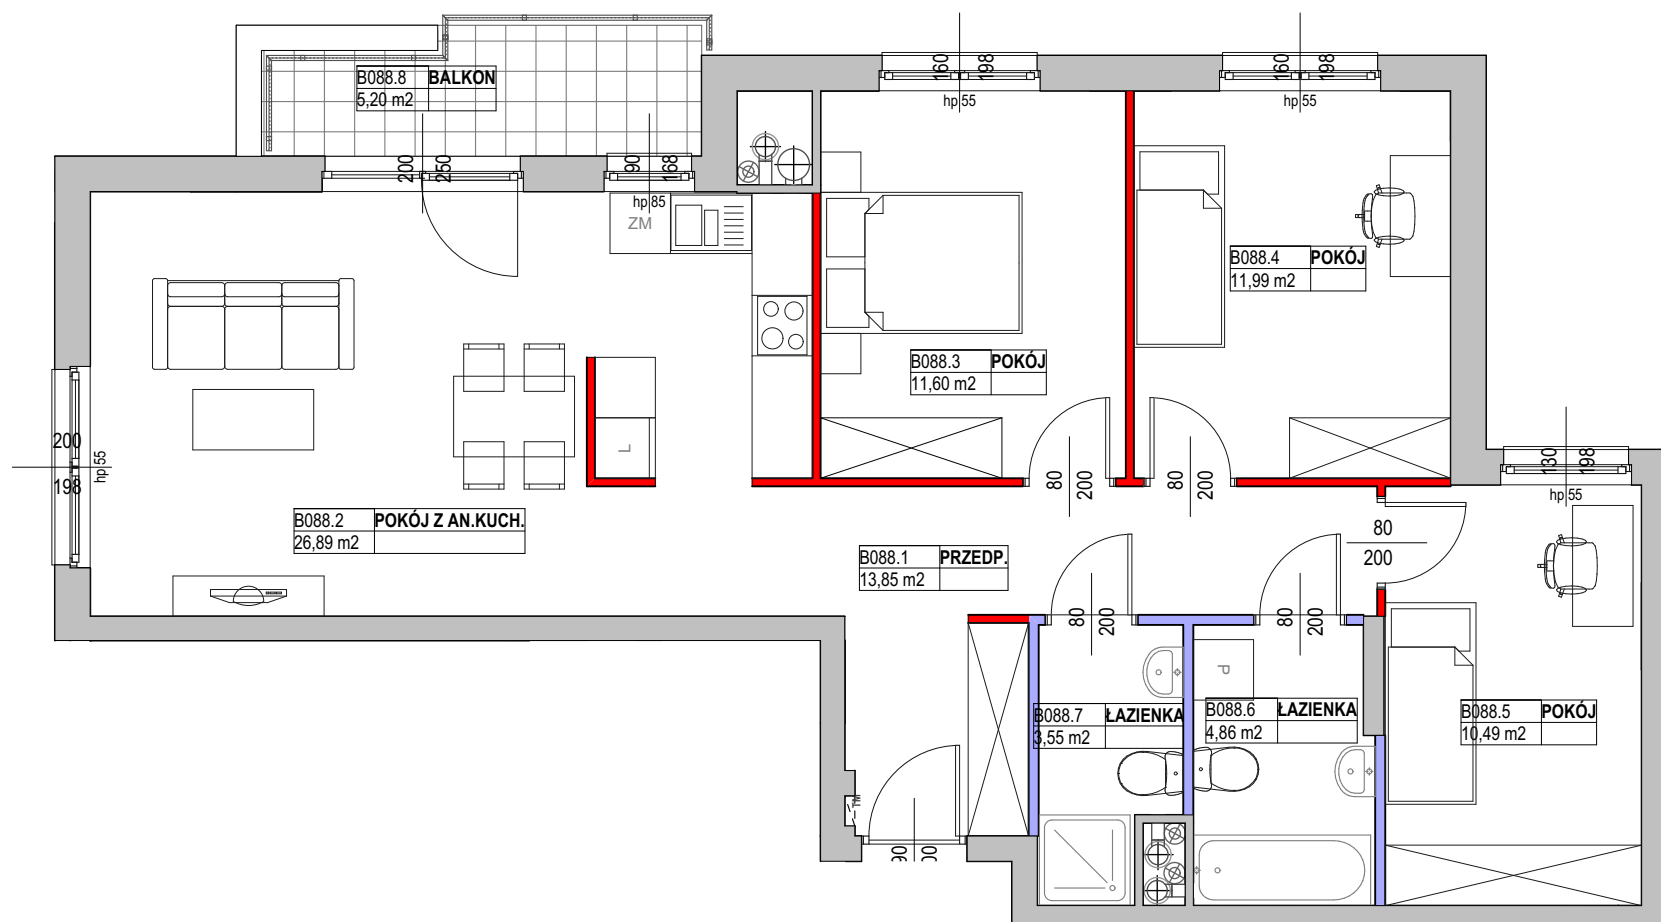 B088.8 BALKON
5,20 m2
160 198
hp 55
160 198
hp 55
200 250
90 168
hp 85
ZM
B088.4 POKÓJ
11,99 m2
B088.3 POKÓJ
11,60 m2
200 198
hp 55
L
80 200
80 200
130 198
hp 55
B088.2 POKÓJ Z AN.KUCH.
26,89 m2
80
200
B088.1 PRZEDP.
13,85 m2
80 200
80 200
P
B088.7 ŁAZIENKA
3,55 m2
B088.6 ŁAZIENKA
4,86 m2
B088.5 POKÓJ
10,49 m2
TM
90 00